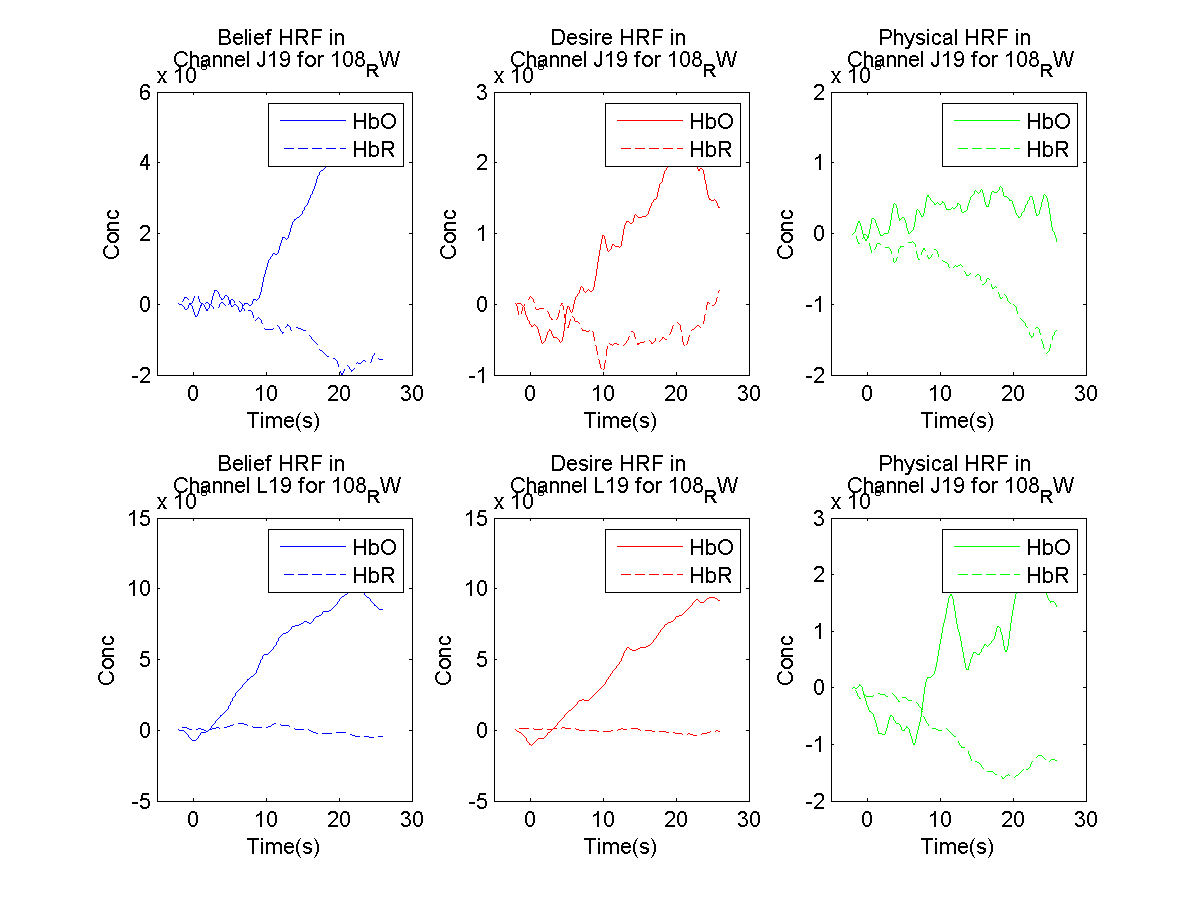 Belief HRF in
Channel J19 for 108RW
x 10
6
4
2
0
-2
Conc
HbO
HbR
0 10 20 30
Time(s)
Desire HRF in
Channel J19 for 108RW
x 10
3
2
1
0
-1
Conc
HbO
HbR
0 10 20 30
Time(s)
Physical HRF in
Channel J19 for 108RW
x 10
2
1
0
-1
-2
Conc
HbO
HbR
0 10 20 30
Time(s)
Belief HRF in
Channel L19 for 108RW
x 10
15
10
5
0
-5
Conc
HbO
HbR
0 10 20 30
Time(s)
Desire HRF in
Channel L19 for 108RW
x 10
15
10
5
0
-5
Conc
HbO
HbR
0 10 20 30
Time(s)
Physical HRF in
Channel J19 for 108RW
x 10
3
2
1
0
-1
-2
Conc
HbO
HbR
0 10 20 30
Time(s)